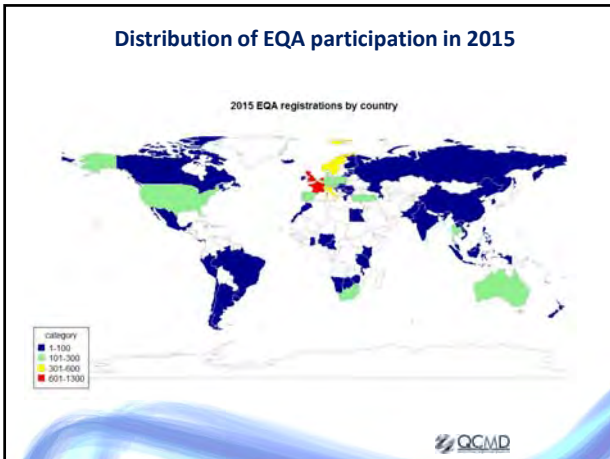 Distribution of EQA participation in 2015
2015 EQA registrations by country
category
1-100
101-300
301-600
601-1300
QCMD